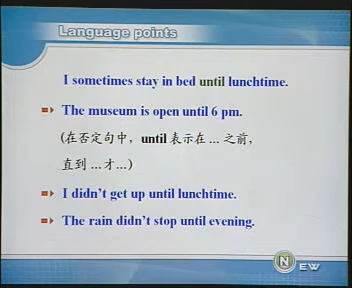 Language points
I sometimes stay in bed until lunchtime.
The museum is open until 6 pm.
(在否定句中，until 表示在 ... 之前，
直到 ...才...)
I didn't get up until lunchtime.
The rain didn't stop until evening.
N EW